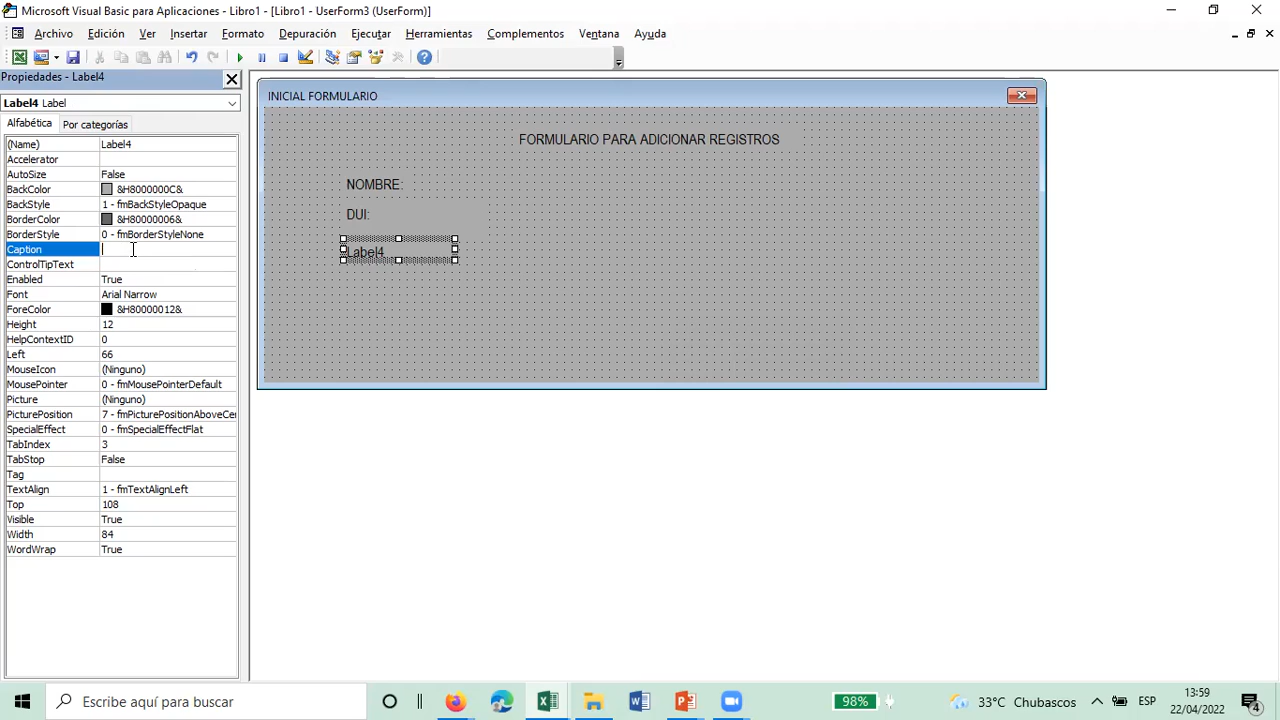 Microsoft Visual Basic para Aplicaciones - Libro1 - [Libro1 - UserForm3 (UserForm)]
Archivo Edición Ver Insertar Formato Depuración Ejecutar Herramientas Complementos Ventana Ayuda
Propiedades - Label4
Label4 Label
Alfabética Por categorías
(Name) Label4
Accelerator
AutoSize False
BackColor &H8000000C&
BackStyle 1 - fmBackStyleOpaque
BorderColor &H80000006&
BorderStyle 0 - fmBorderStyleNone
Caption
ControlTipText
Enabled True
Font Arial Narrow
ForeColor &H80000012&
Height 12
HelpContextID 0
Left 66
MouseIcon (Ninguno)
MousePointer 0 - fmMousePointerDefault
Picture (Ninguno)
PicturePosition 7 - fmPicturePositionAboveCe
SpecialEffect 0 - fmSpecialEffectFlat
TabIndex 3
TabStop False
Tag
TextAlign 1 - fmTextAlignLeft
Top 108
Visible True
Width 84
WordWrap True
INICIAL FORMULARIO
FORMULARIO PARA ADICIONAR REGISTROS
NOMBRE:
DUI:
Label4
Escribe aquí para buscar
98%
33°C Chubascos
ESP
13:59
22/04/2022
4